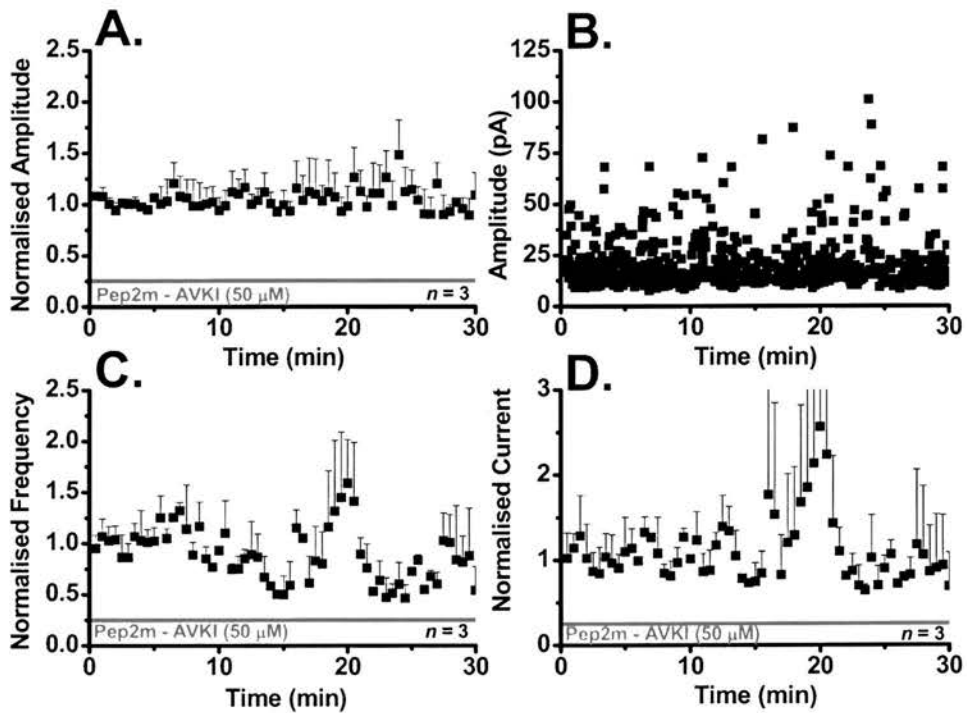 A.
2.5
2.0
1.5
1.0
0.5
0.0
Normalised Amplitude
Pep2m - AVKI (50 μM)
n = 3
0
10
20
30
Time (min)
B.
125
100
75
50
25
0
Amplitude (pA)
0
10
20
30
Time (min)
C.
2.5
2.0
1.5
1.0
0.5
0.0
Normalised Frequency
Pep2m - AVKI (50 μM)
n = 3
0
10
20
30
Time (min)
D.
3
2
1
0
Normalised Current
Pep2m - AVKI (50 μM)
n = 3
0
10
20
30
Time (min)